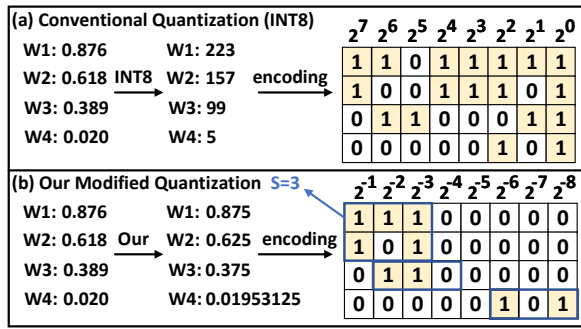 (a) Conventional Quantization (INT8)
2^7 2^6 2^5 2^4 2^3 2^2 2^1 2^0
W1: 0.876 W1: 223 1 1 0 1 1 1 1 1
W2: 0.618 INT8 W2: 157 encoding 1 0 0 1 1 1 0 1
W3: 0.389 W3: 99 0 1 1 0 0 0 1 1
W4: 0.020 W4: 5 0 0 0 0 0 1 0 1
(b) Our Modified Quantization S=3
2^-1 2^-2 2^-3 2^-4 2^-5 2^-6 2^-7 2^-8
W1: 0.876 W1: 0.875 1 1 1 0 0 0 0 0
W2: 0.618 Our W2: 0.625 encoding 1 0 1 0 0 0 0 0
W3: 0.389 W3: 0.375 0 1 1 0 0 0 0 0
W4: 0.020 W4: 0.01953125 0 0 0 0 0 1 0 1